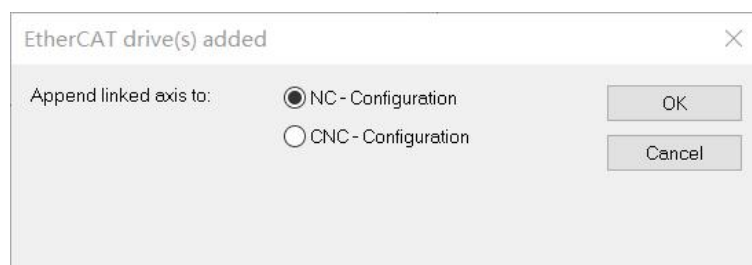 EtherCAT drive(s) added
Append linked axis to:
NC - Configuration
OK
CNC - Configuration
Cancel